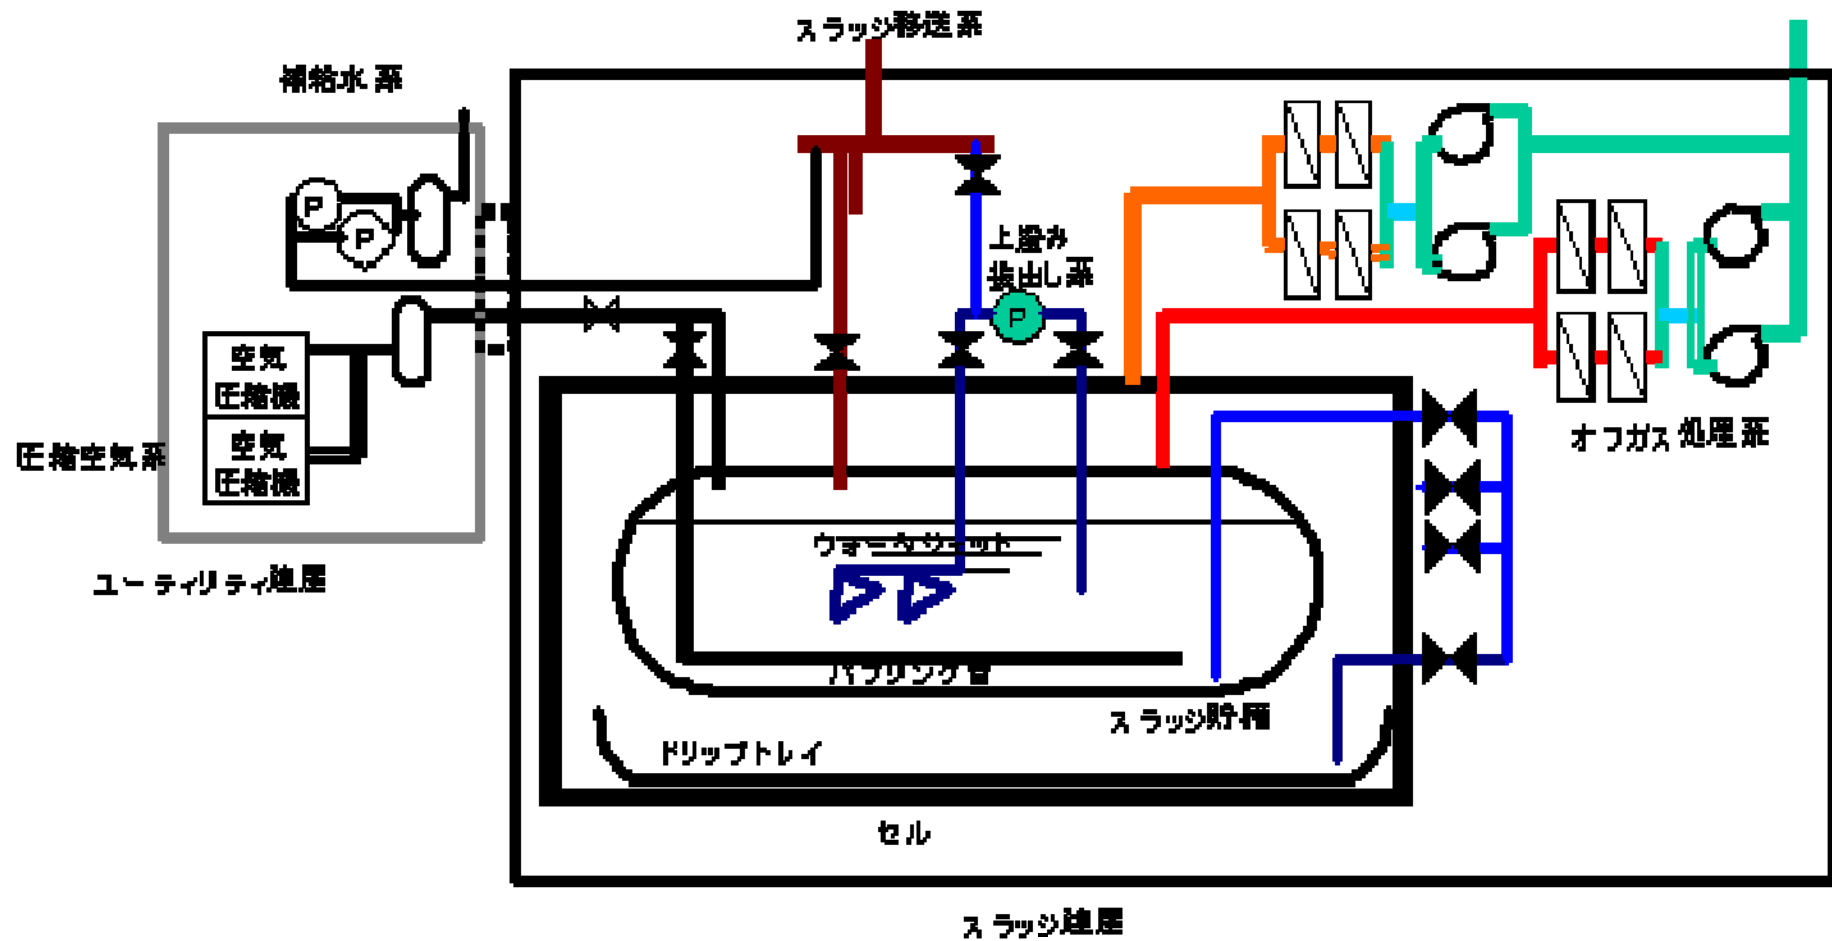 スラッジ移送系
補給水系
P
P
上澄み
抜出し系
P
空気
圧縮機
空気
圧縮機
圧縮空気系
オフガス処理系
ウォータジェット
ユーティリティ建屋
バブリング管
スラッジ貯槽
ドリップトレイ
セル
スラッジ建屋